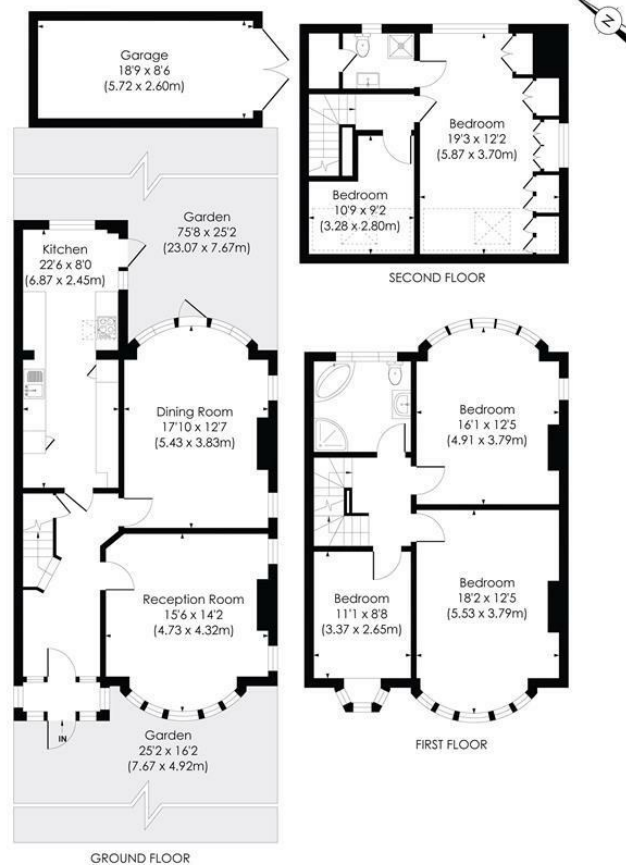 Garage
18'9 x 8'6
(5.72 x 2.60m)
N
Bedroom
19'3 x 12'2
(5.87 x 3.70m)
Bedroom
10'9 x 9'2
(3.28 x 2.80m)
SECOND FLOOR
Garden
75'8 x 25'2
(23.07 x 7.67m)
Kitchen
22'6 x 8'0
(6.87 x 2.45m)
Dining Room
17'10 x 12'7
(5.43 x 3.83m)
Reception Room
15'6 x 14'2
(4.73 x 4.32m)
IN
Garden
25'2 x 16'2
(7.67 x 4.92m)
GROUND FLOOR
Bedroom
16'1 x 12'5
(4.91 x 3.79m)
Bedroom
18'2 x 12'5
(5.53 x 3.79m)
Bedroom
11'1 x 8'8
(3.37 x 2.65m)
FIRST FLOOR